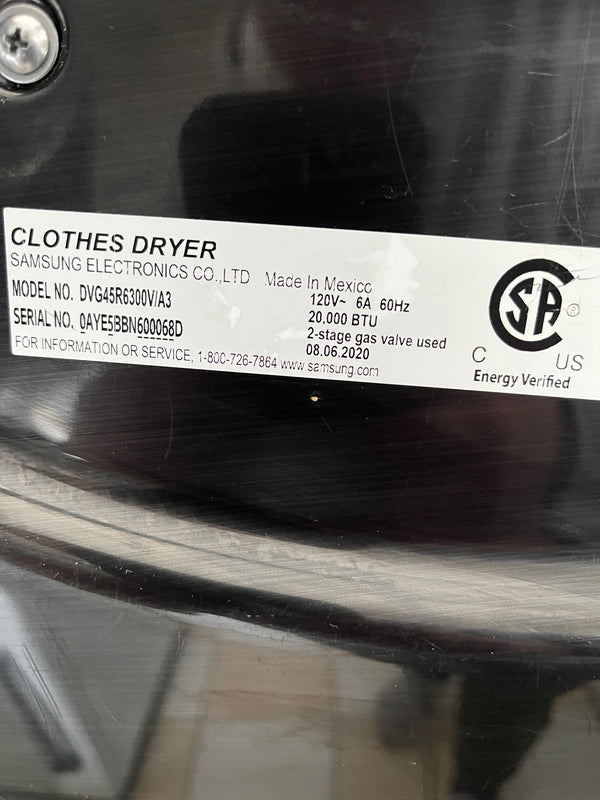 CLOTHES DRYER
SAMSUNG ELECTRONICS CO.,LTD Made In Mexico
MODEL NO. DVG45R6300V/A3 120V~ 6A 60Hz
SERIAL NO. 0AYE5BBN600068D 20,000 BTU
2-stage gas valve used
08.06.2020
FOR INFORMATION OR SERVICE, 1-800-726-7864 www.samsung.com
SA ®
C US
Energy Verified